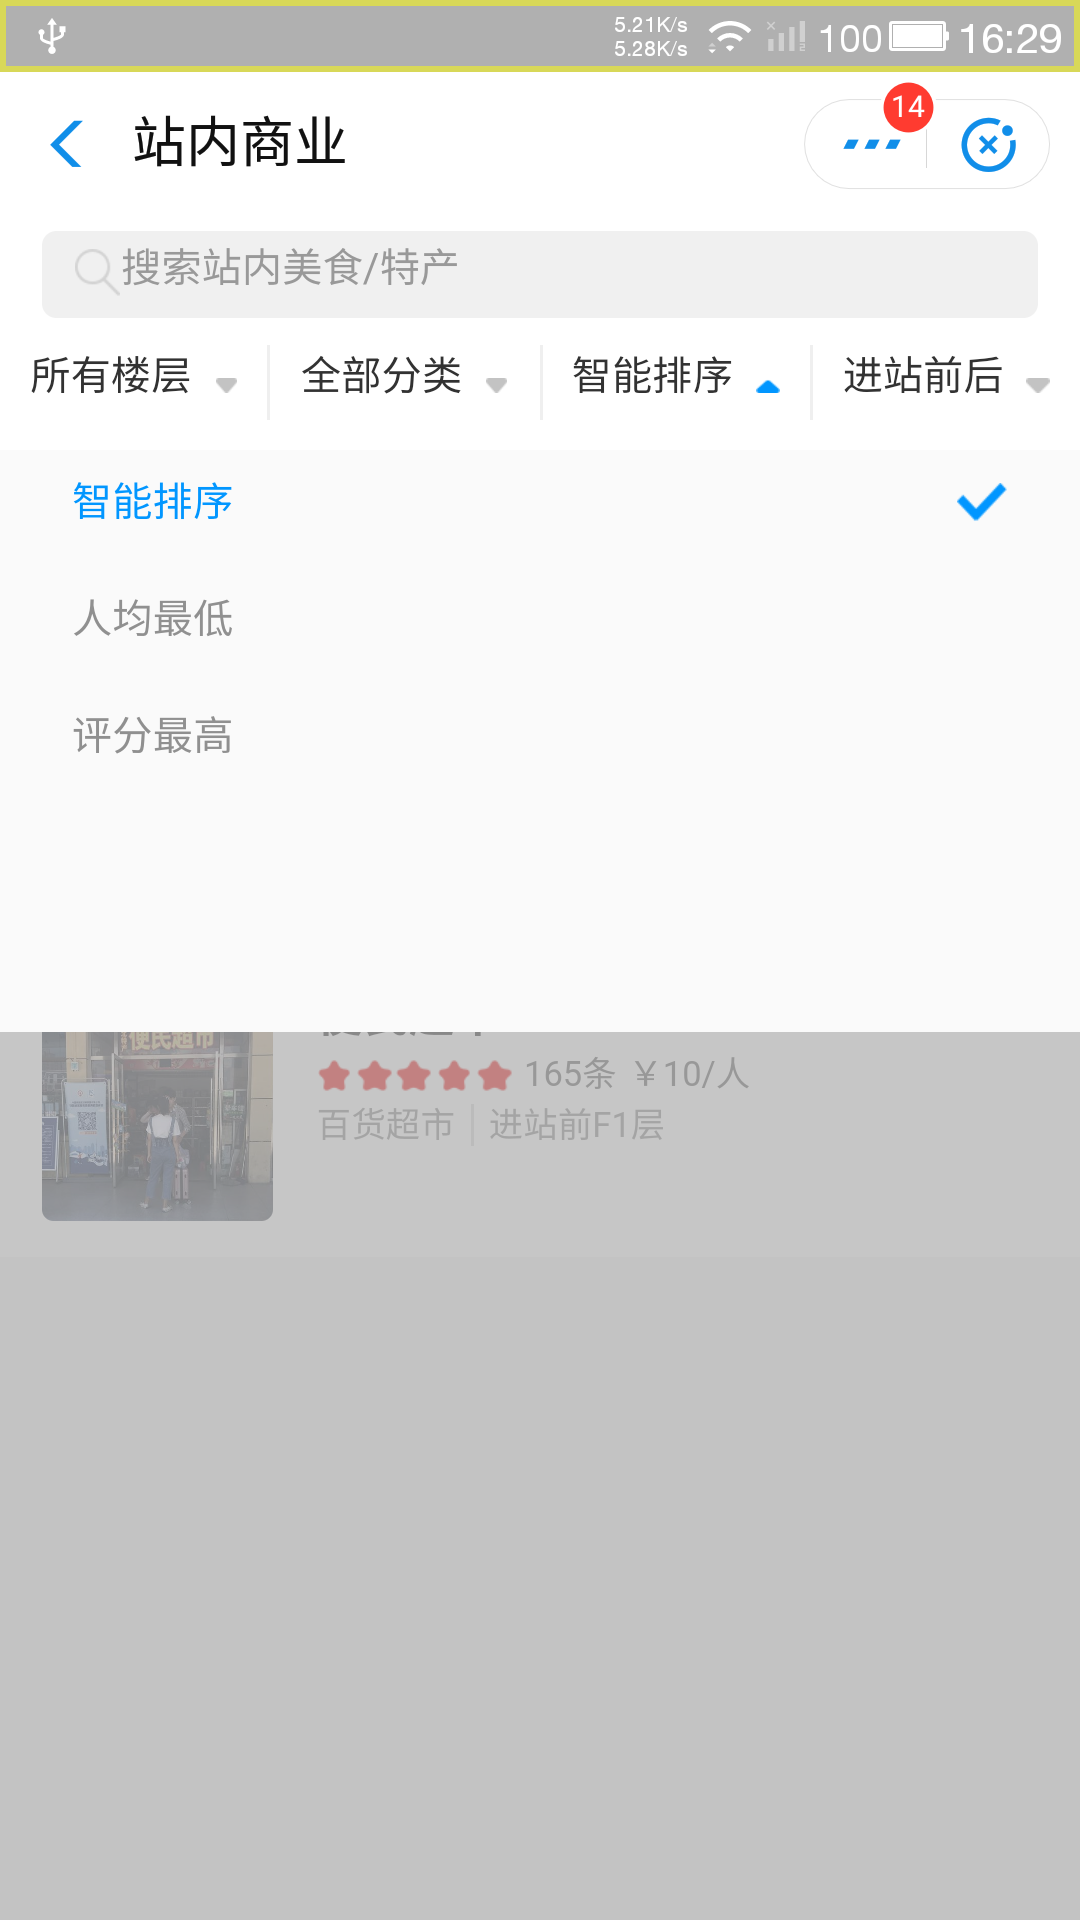 5.21K/s
5.28K/s
100
16:29
站内商业
14
搜索站内美食/特产
所有楼层
全部分类
智能排序
进站前后
智能排序
人均最低
评分最高
便民超市
165条 ￥10/人
百货超市
进站前F1层